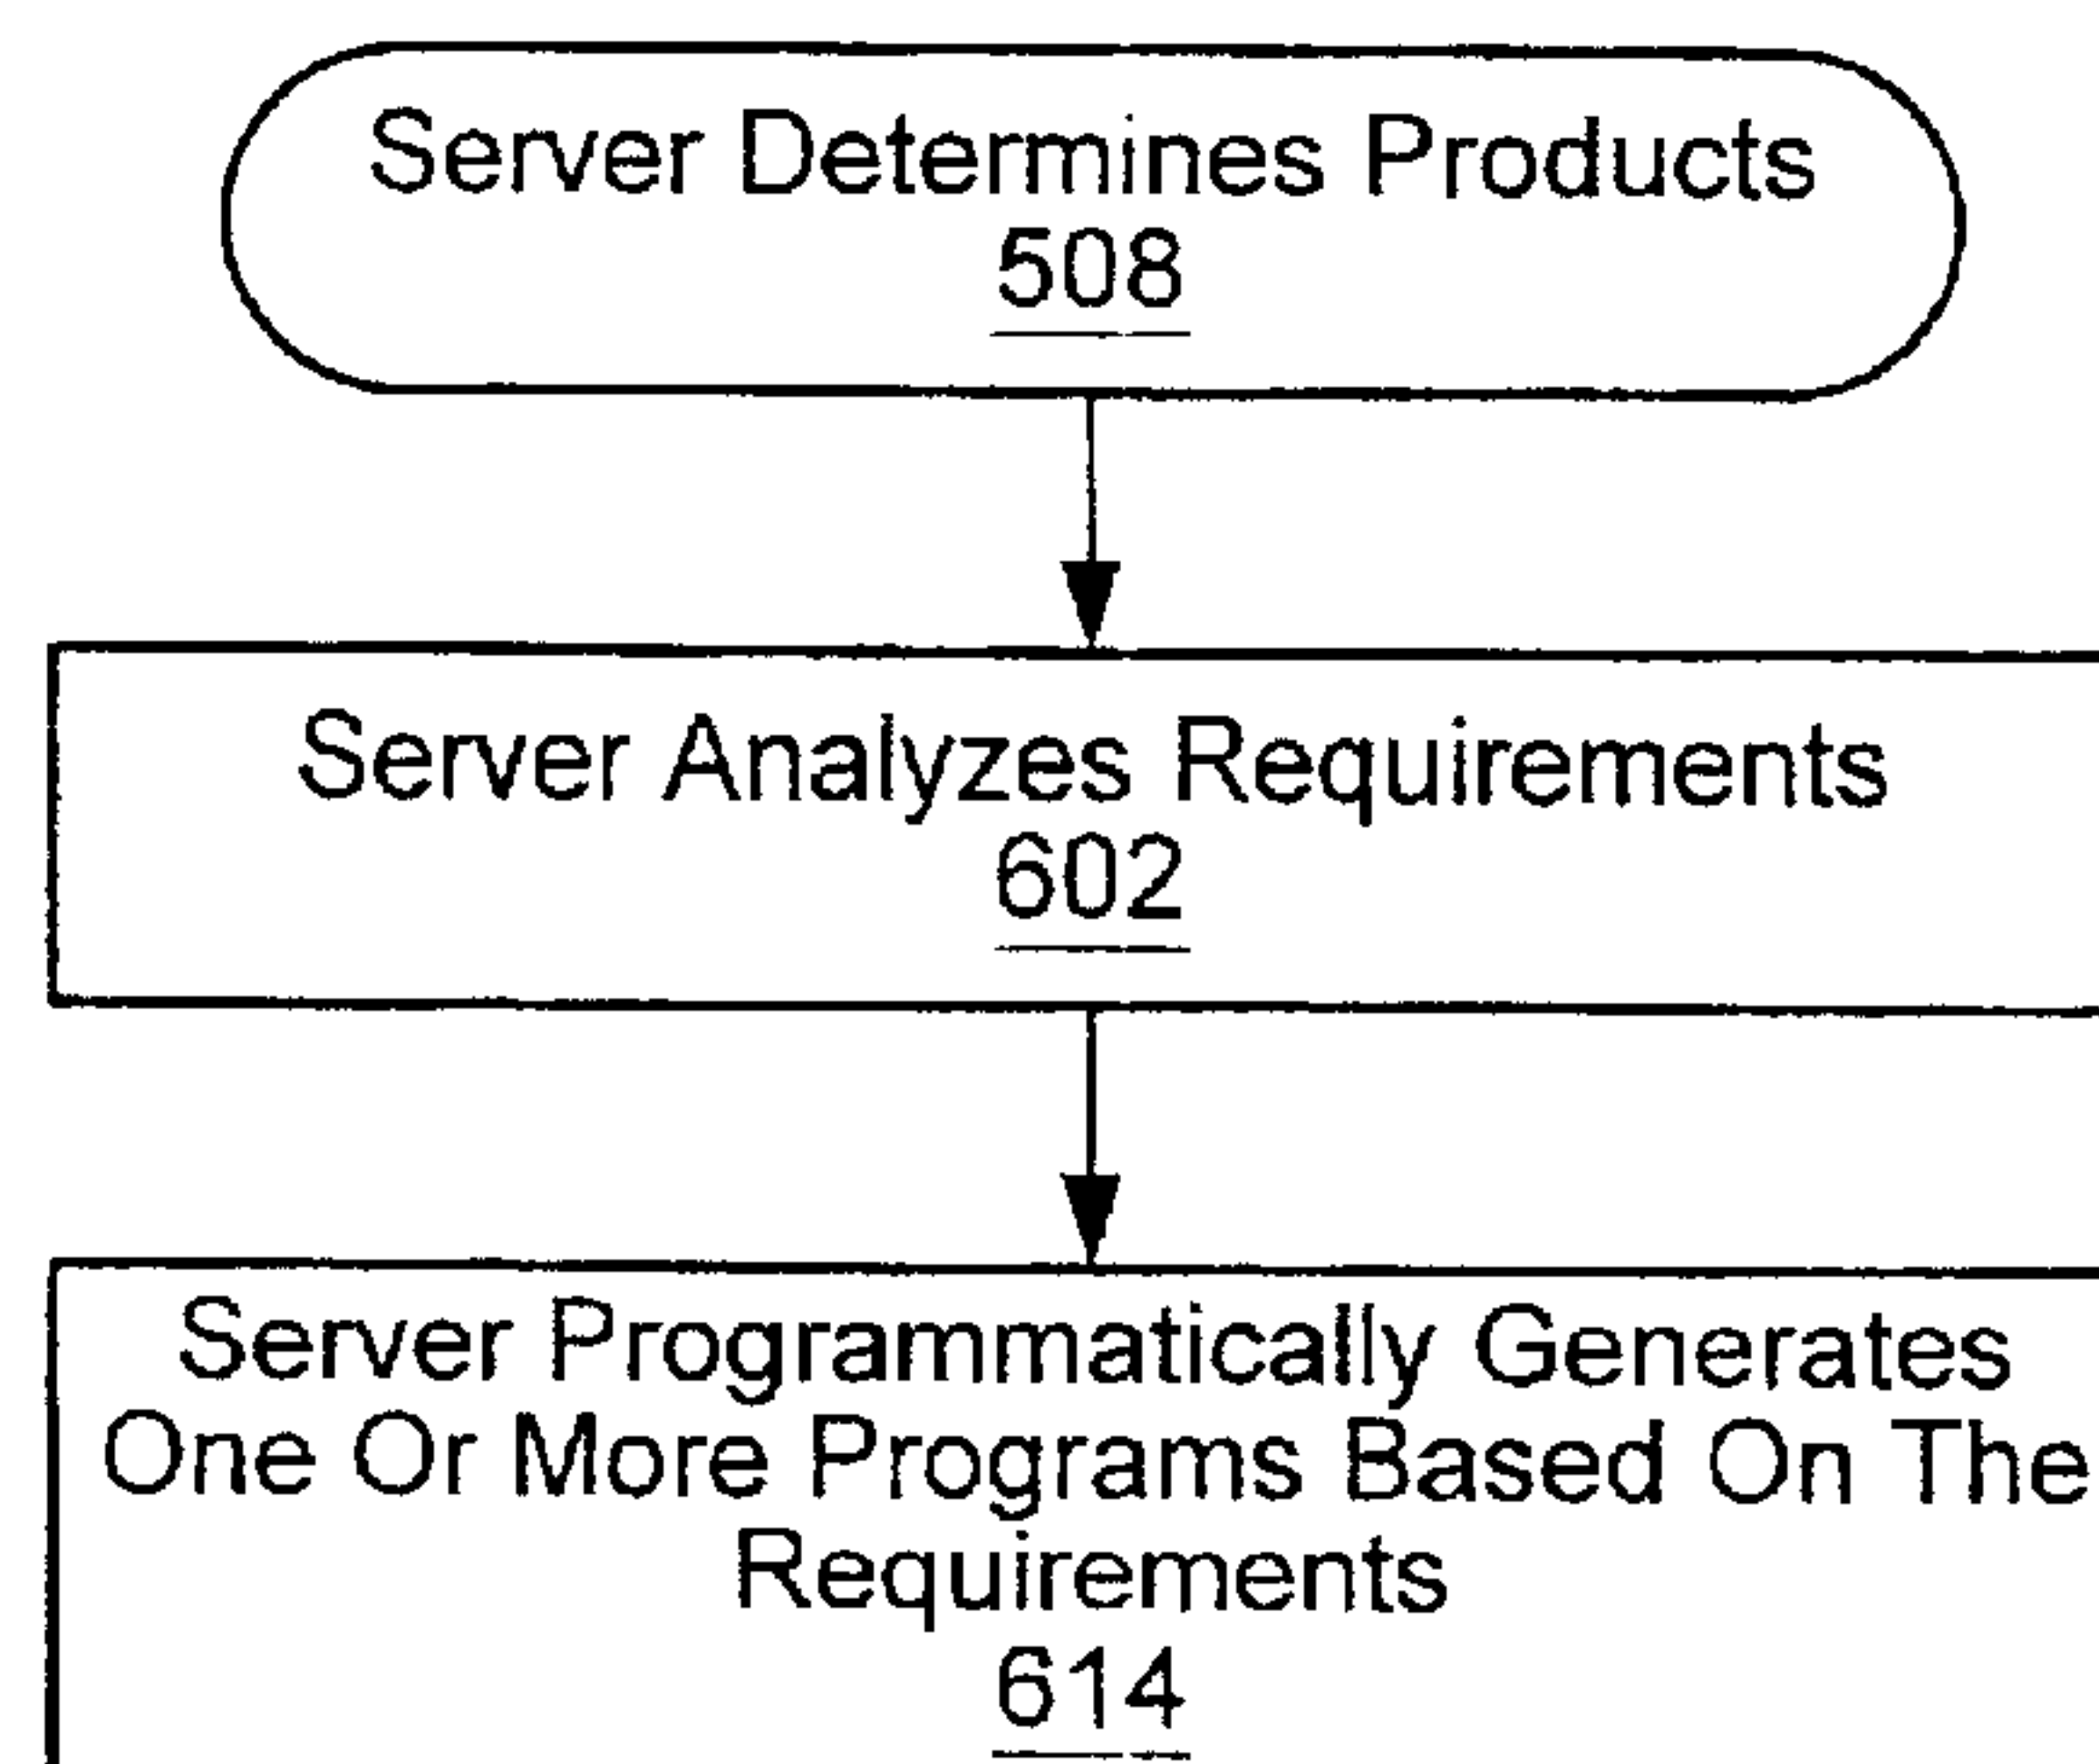 Server Determines Products
508
Server Analyzes Requirements
602
Server Programmatically Generates
One Or More Programs Based On The
Requirements
614